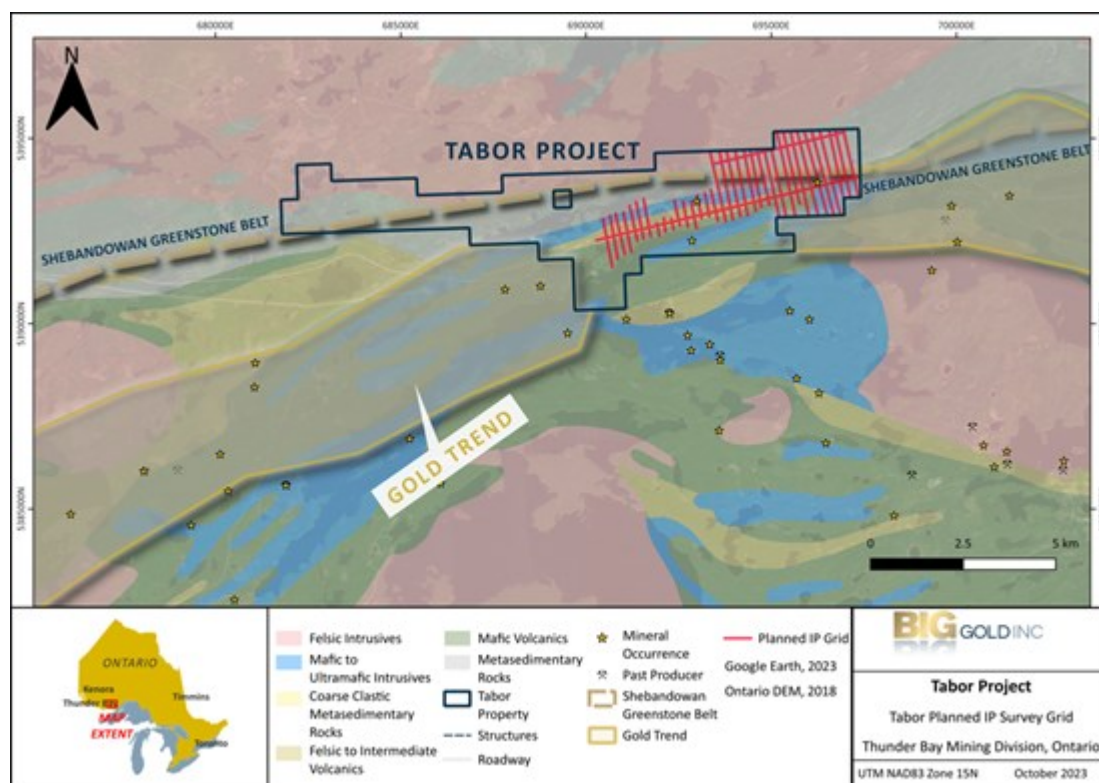 680000E 685000E 690000E 695000E 700000E
N
5395000N
TABOR PROJECT
SHEBANDOWAN GREENSTONE BELT
SHEBANDOWAN GREENSTONE BELT
5390000N
5390000N
GOLD TREND
5385000N
5385000N
0 2.5 5 km
ONTARIO
Kenora
Timmins
Thunder Bay
MAP
EXTENT
Toronto
Felsic Intrusives
Mafic to
Ultramafic Intrusives
Coarse Clastic
Metasedimentary
Rocks
Felsic to Intermediate
Volcanics
Mafic Volcanics
Metasedimentary
Rocks
Tabor
Property
Structures
Roadway
Mineral
Occurrence
Past Producer
Shebandowan
Greenstone Belt
Gold Trend
Planned IP Grid
Google Earth, 2023
Ontario DEM, 2018
BIG GOLD INC
Tabor Project
Tabor Planned IP Survey Grid
Thunder Bay Mining Division, Ontario
UTM NAD83 Zone 15N October 2023